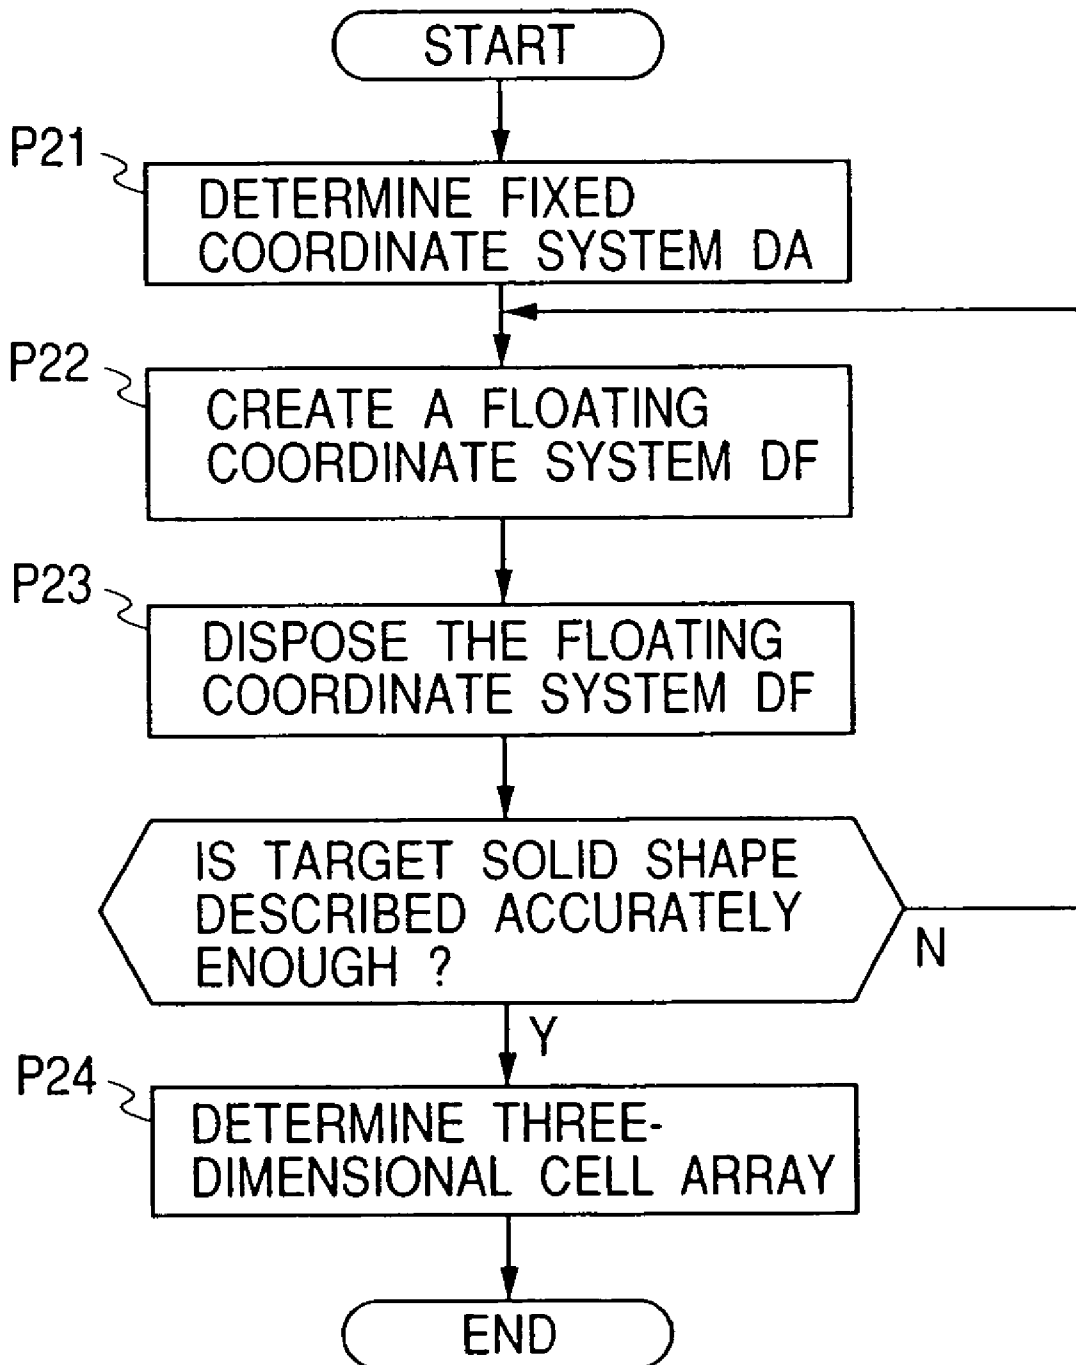 START
P21
DETERMINE FIXED
COORDINATE SYSTEM DA
P22
CREATE A FLOATING
COORDINATE SYSTEM DF
P23
DISPOSE THE FLOATING
COORDINATE SYSTEM DF
IS TARGET SOLID SHAPE
DESCRIBED ACCURATELY
ENOUGH ?
N
Y
P24
DETERMINE THREE-
DIMENSIONAL CELL ARRAY
END